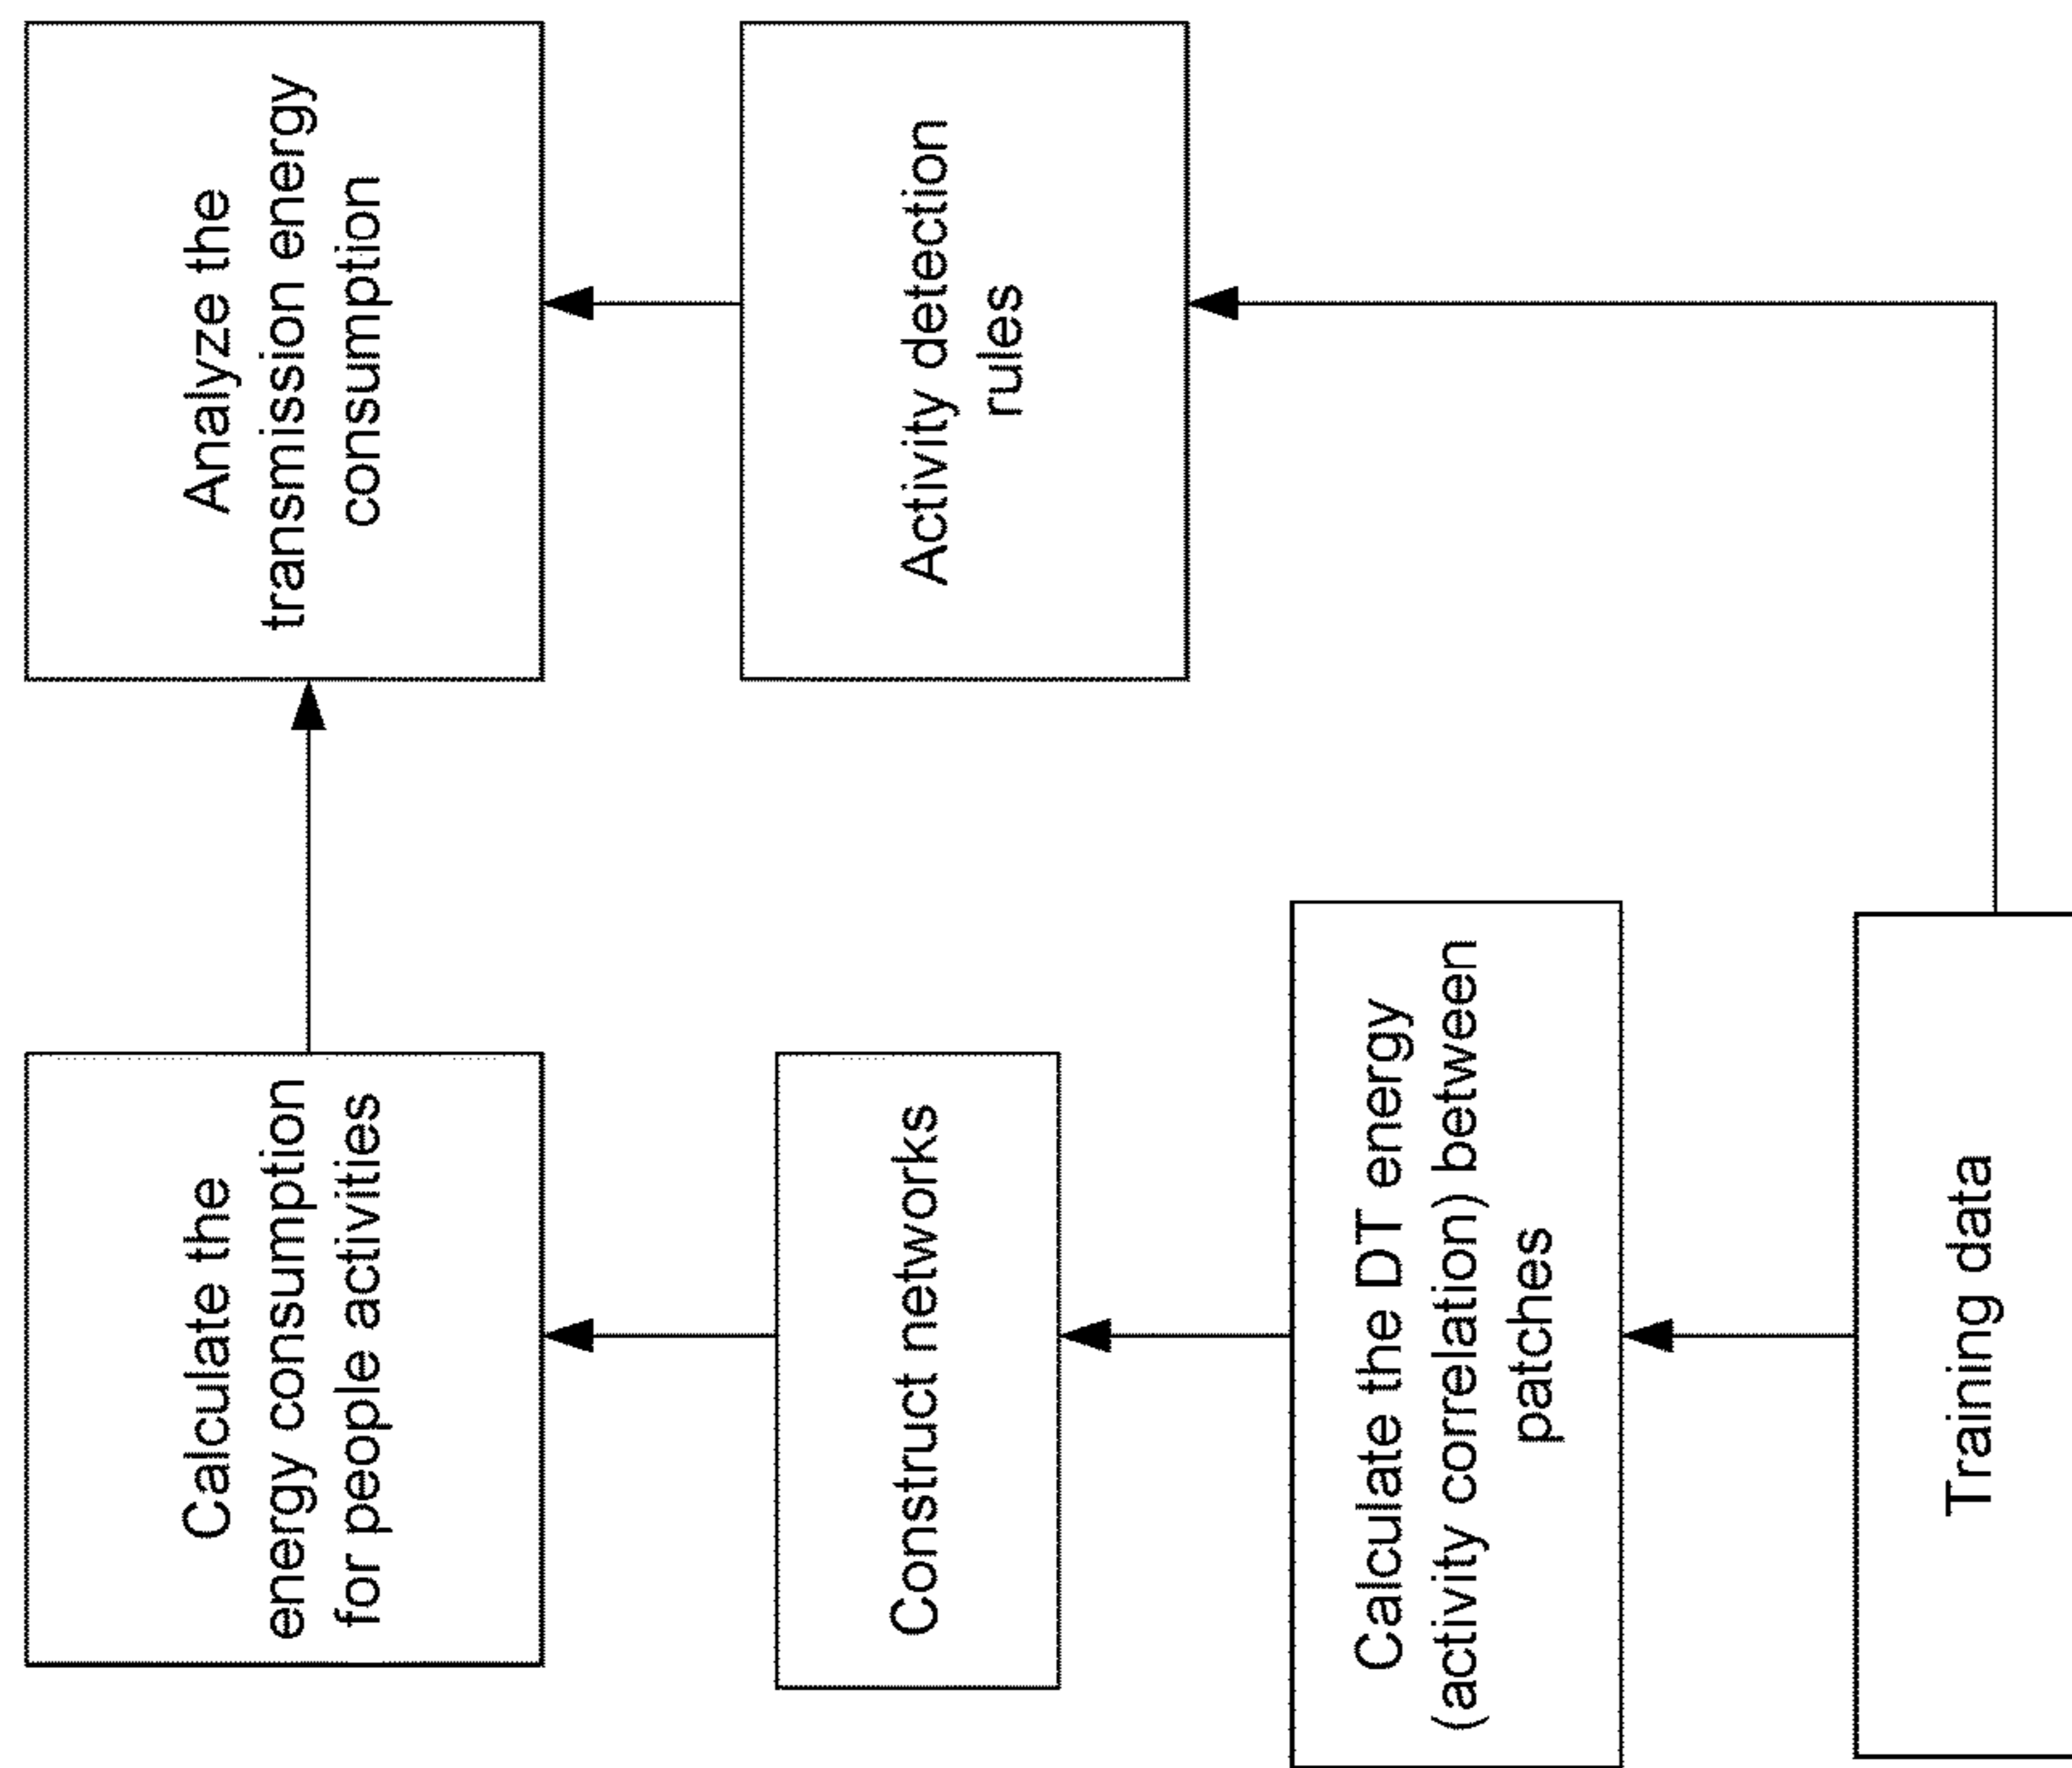 Analyze the
transmission energy
consumption
Activity detection
rules
Calculate the
energy consumption
for people activities
Construct networks
Calculate the DT energy
(activity correlation) between
patches
Training data